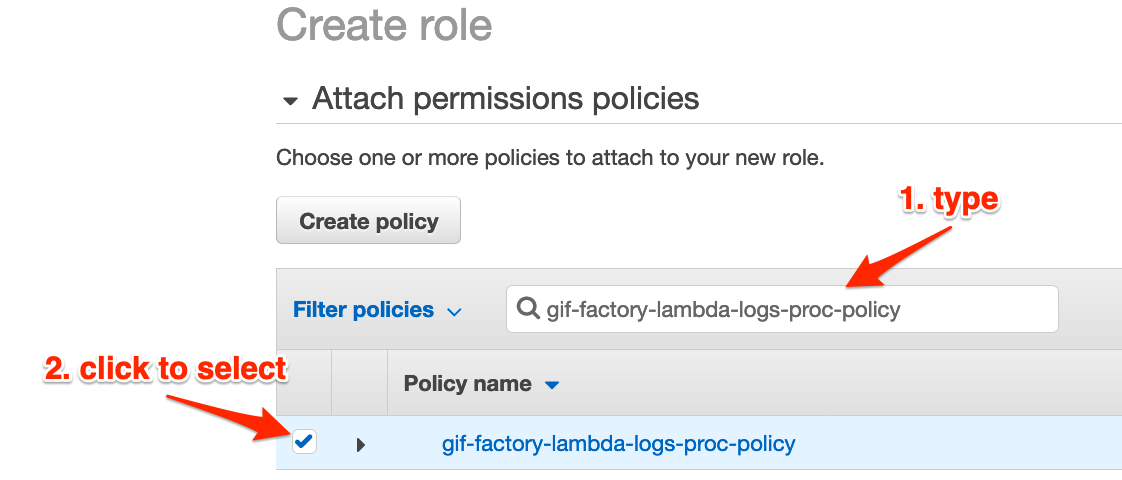 Create role
Attach permissions policies
Choose one or more policies to attach to your new role.
1. type
Create policy
Filter policies
gif-factory-lambda-logs-proc-policy
2. click to select
Policy name
gif-factory-lambda-logs-proc-policy